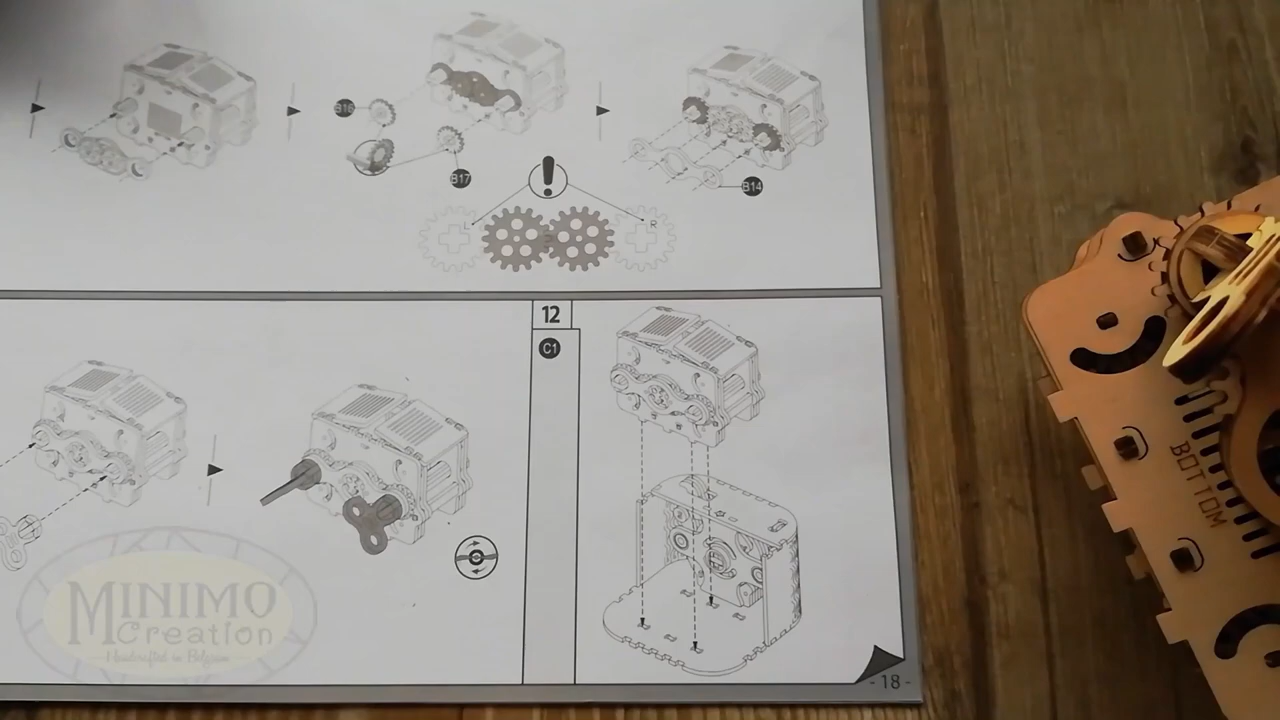 B16
B17
B14
!
L R
12
C1
BOTTOM
MINIMO
Creation
Handcrafted in Belgium
- 18 -